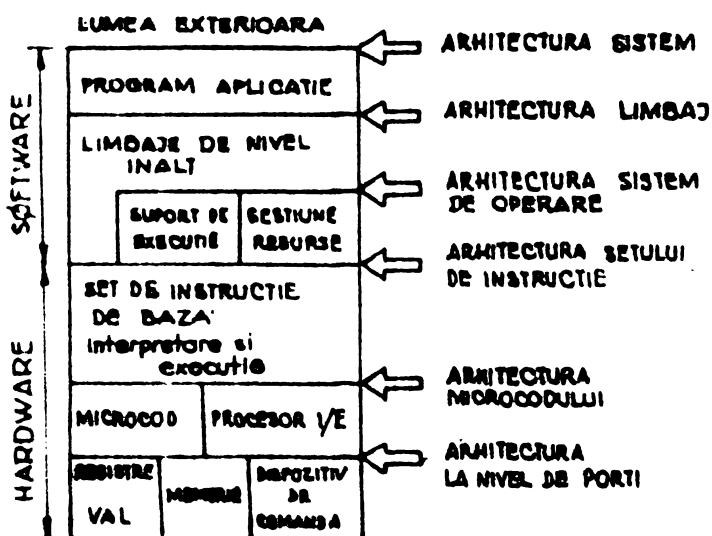 LUMEA EXTERIOARA
ARHITECTURA SISTEM
PROGRAM APLICATIE
ARHITECTURA LIMBAJ
LIMBAJE DE NIVEL
INALT
ARHITECTURA SISTEM
DE OPERARE
SUPORT DE
EXECUTIE
GESTIUNE
RESURSE
SOFTWARE
ARHITECTURA SETULUI
DE INSTRUCTIE
SET DE INSTRUCTIE
DE BAZA:
interpretare si
executie
ARHITECTURA
MICROCODULUI
MICROCOD
PROCESOR I/E
HARDWARE
ARHITECTURA
LA NIVEL DE PORTI
REGISTRE
VAL
MEMORIE
DISPOZITIV
DE
COMANDA